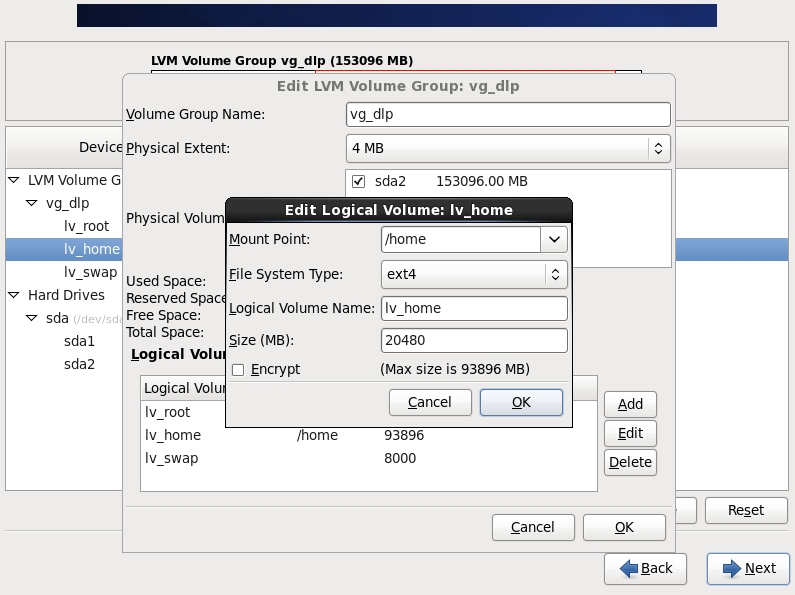 LVM Volume Group vg_dlp (153096 MB)
Edit LVM Volume Group: vg_dlp
Volume Group Name: vg_dlp
Device
Physical Extent: 4 MB
LVM Volume G
sda2 153096.00 MB
vg_dlp
Edit Logical Volume: lv_home
Physical Volum
lv_root
Mount Point: /home
lv_home
File System Type: ext4
lv_swap
Used Space:
Hard Drives
Reserved Space
Logical Volume Name: lv_home
Free Space:
sda (/dev/sda
Total Space:
Size (MB): 20480
sda1
Logical Volum
sda2
Encrypt (Max size is 93896 MB)
Logical Volum
Cancel OK
Add
lv_root
lv_home /home 93896
Edit
lv_swap 8000
Delete
Reset
Cancel OK
Back Next